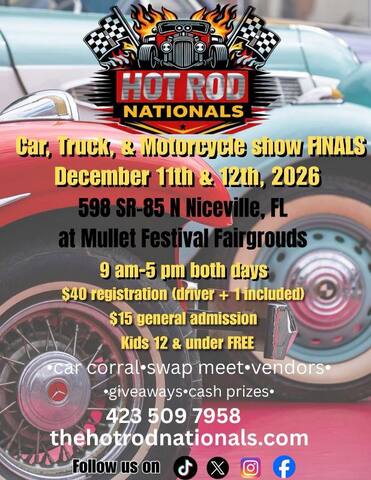 HOT ROD
NATIONALS
Car, Truck, & Motorcycle show FINALS
December 11th & 12th, 2026
598 SR-85 N Niceville, FL
at Mullet Festival Fairgrouds
9 am-5 pm both days
$40 registration (driver + 1 included)
$15 general admission
Kids 12 & under FREE
•car corral•swap meet•vendors•
•giveaways•cash prizes•
423 509 7958
thehotrodnationals.com
Follow us on